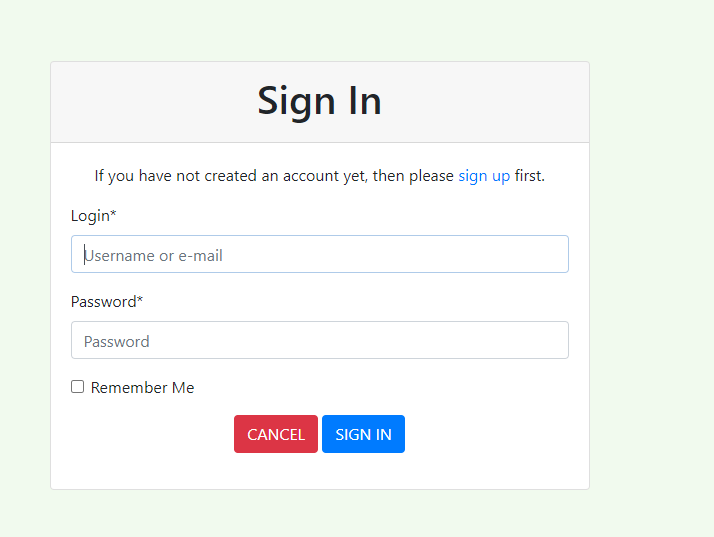 Sign In
If you have not created an account yet, then please sign up first.
Login*
Username or e-mail
Password*
Password
Remember Me
CANCEL SIGN IN